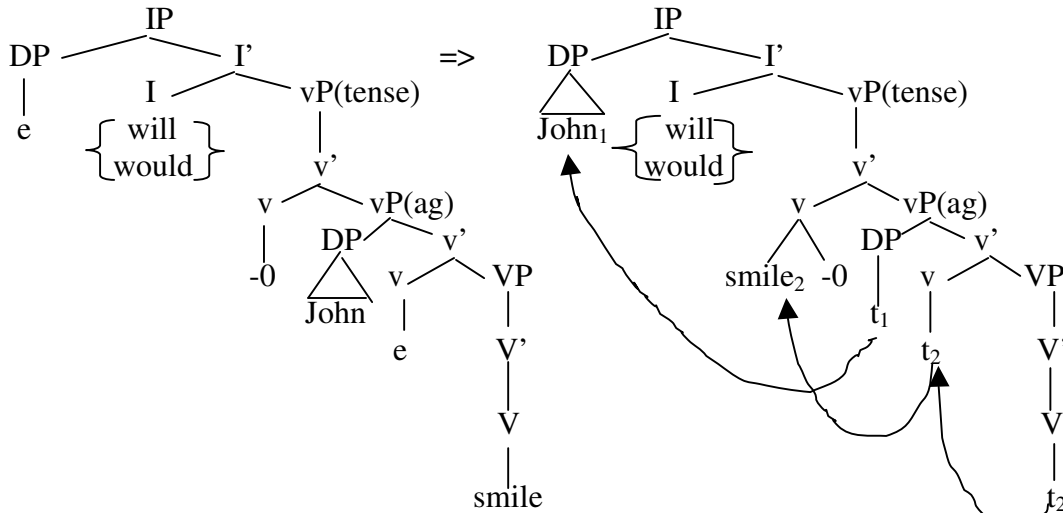 IP IP
DP I’ => DP I’
I vP(tense) I vP(tense)
e { will } John₁ { will }
{ would } { would }
v’ v’
v vP(ag) v vP(ag)
DP v’ DP v’
-0 v VP smile₂ -0 v VP
John t₁
e V’ t₂ V’
V V
smile t₂